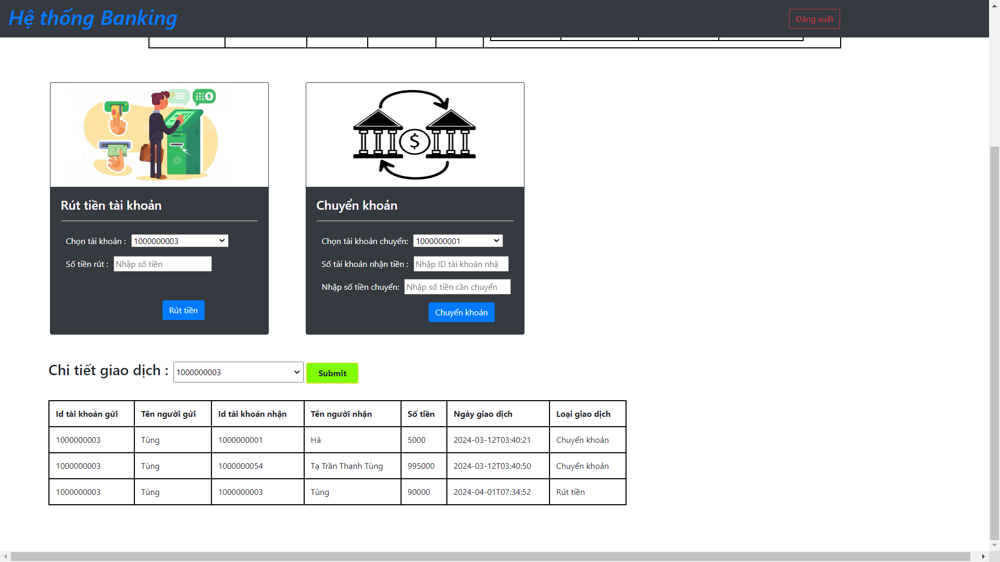 Hệ thống Banking
Đăng xuất
Rút tiền tài khoản
Chọn tài khoản : 1000000003
Số tiền rút : Nhập số tiền
Rút tiền
Chuyển khoản
Chọn tài khoản chuyển: 1000000001
Số tài khoản nhận tiền : Nhập ID tài khoản nhậ
Nhập số tiền chuyển: Nhập số tiền cần chuyển
Chuyển khoản
Chi tiết giao dịch : 1000000003 Submit
Id tài khoản gửi Tên người gửi Id tài khoản nhận Tên người nhận Số tiền Ngày giao dịch Loại giao dịch
1000000003 Tùng 1000000001 Hà 5000 2024-03-12T03:40:21 Chuyển khoản
1000000003 Tùng 1000000054 Tạ Trần Thanh Tùng 995000 2024-03-12T03:40:50 Chuyển khoản
1000000003 Tùng 1000000003 Tùng 90000 2024-04-01T07:34:52 Rút tiền